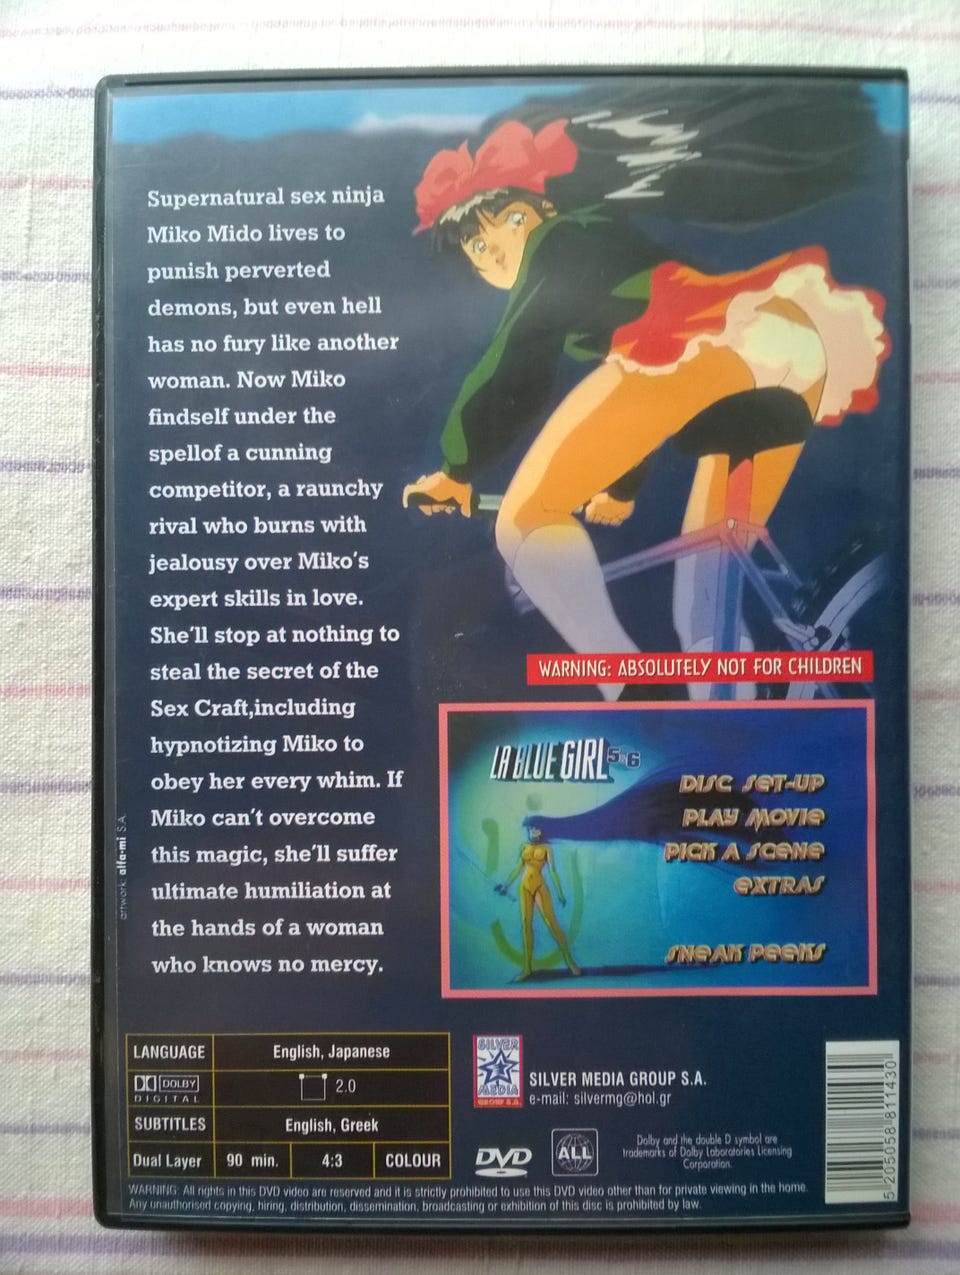 Supernatural sex ninja
Miko Mido lives to
punish perverted
demons, but even hell
has no fury like another
woman. Now Miko
findself under the
spellof a cunning
competitor, a raunchy
rival who burns with
jealousy over Miko's
expert skills in love.
She'll stop at nothing to
steal the secret of the
Sex Craft,including
hypnotizing Miko to
obey her every whim. If
Miko can't overcome
this magic, she'll suffer
ultimate humiliation at
the hands of a woman
who knows no mercy.
artwork: alfa-mi S.A.
WARNING: ABSOLUTELY NOT FOR CHILDREN
LA BLUE GIRL 5 & 6
DISC SET-UP
PLAY MOVIE
PICK A SCENE
EXTRAS
SNEAK PEEKS
LANGUAGE English, Japanese
DOLBY DIGITAL 2.0
SUBTITLES English, Greek
Dual Layer 90 min. 4:3 COLOUR
SILVER MEDIA GROUP S.A.
SILVER MEDIA GROUP S.A.
e-mail: silvermg@hol.gr
DVD
ALL
Dolby and the double D symbol are
trademarks of Dolby Laboratories Licensing
Corporation.
5 205058 811430
WARNING: All rights in this DVD video are reserved and it is strictly prohibited to use this DVD video other than for private viewing in the home.
Any unauthorised copying, hiring, distribution, dissemination, broadcasting or exhibition of this disc is prohibited by law.